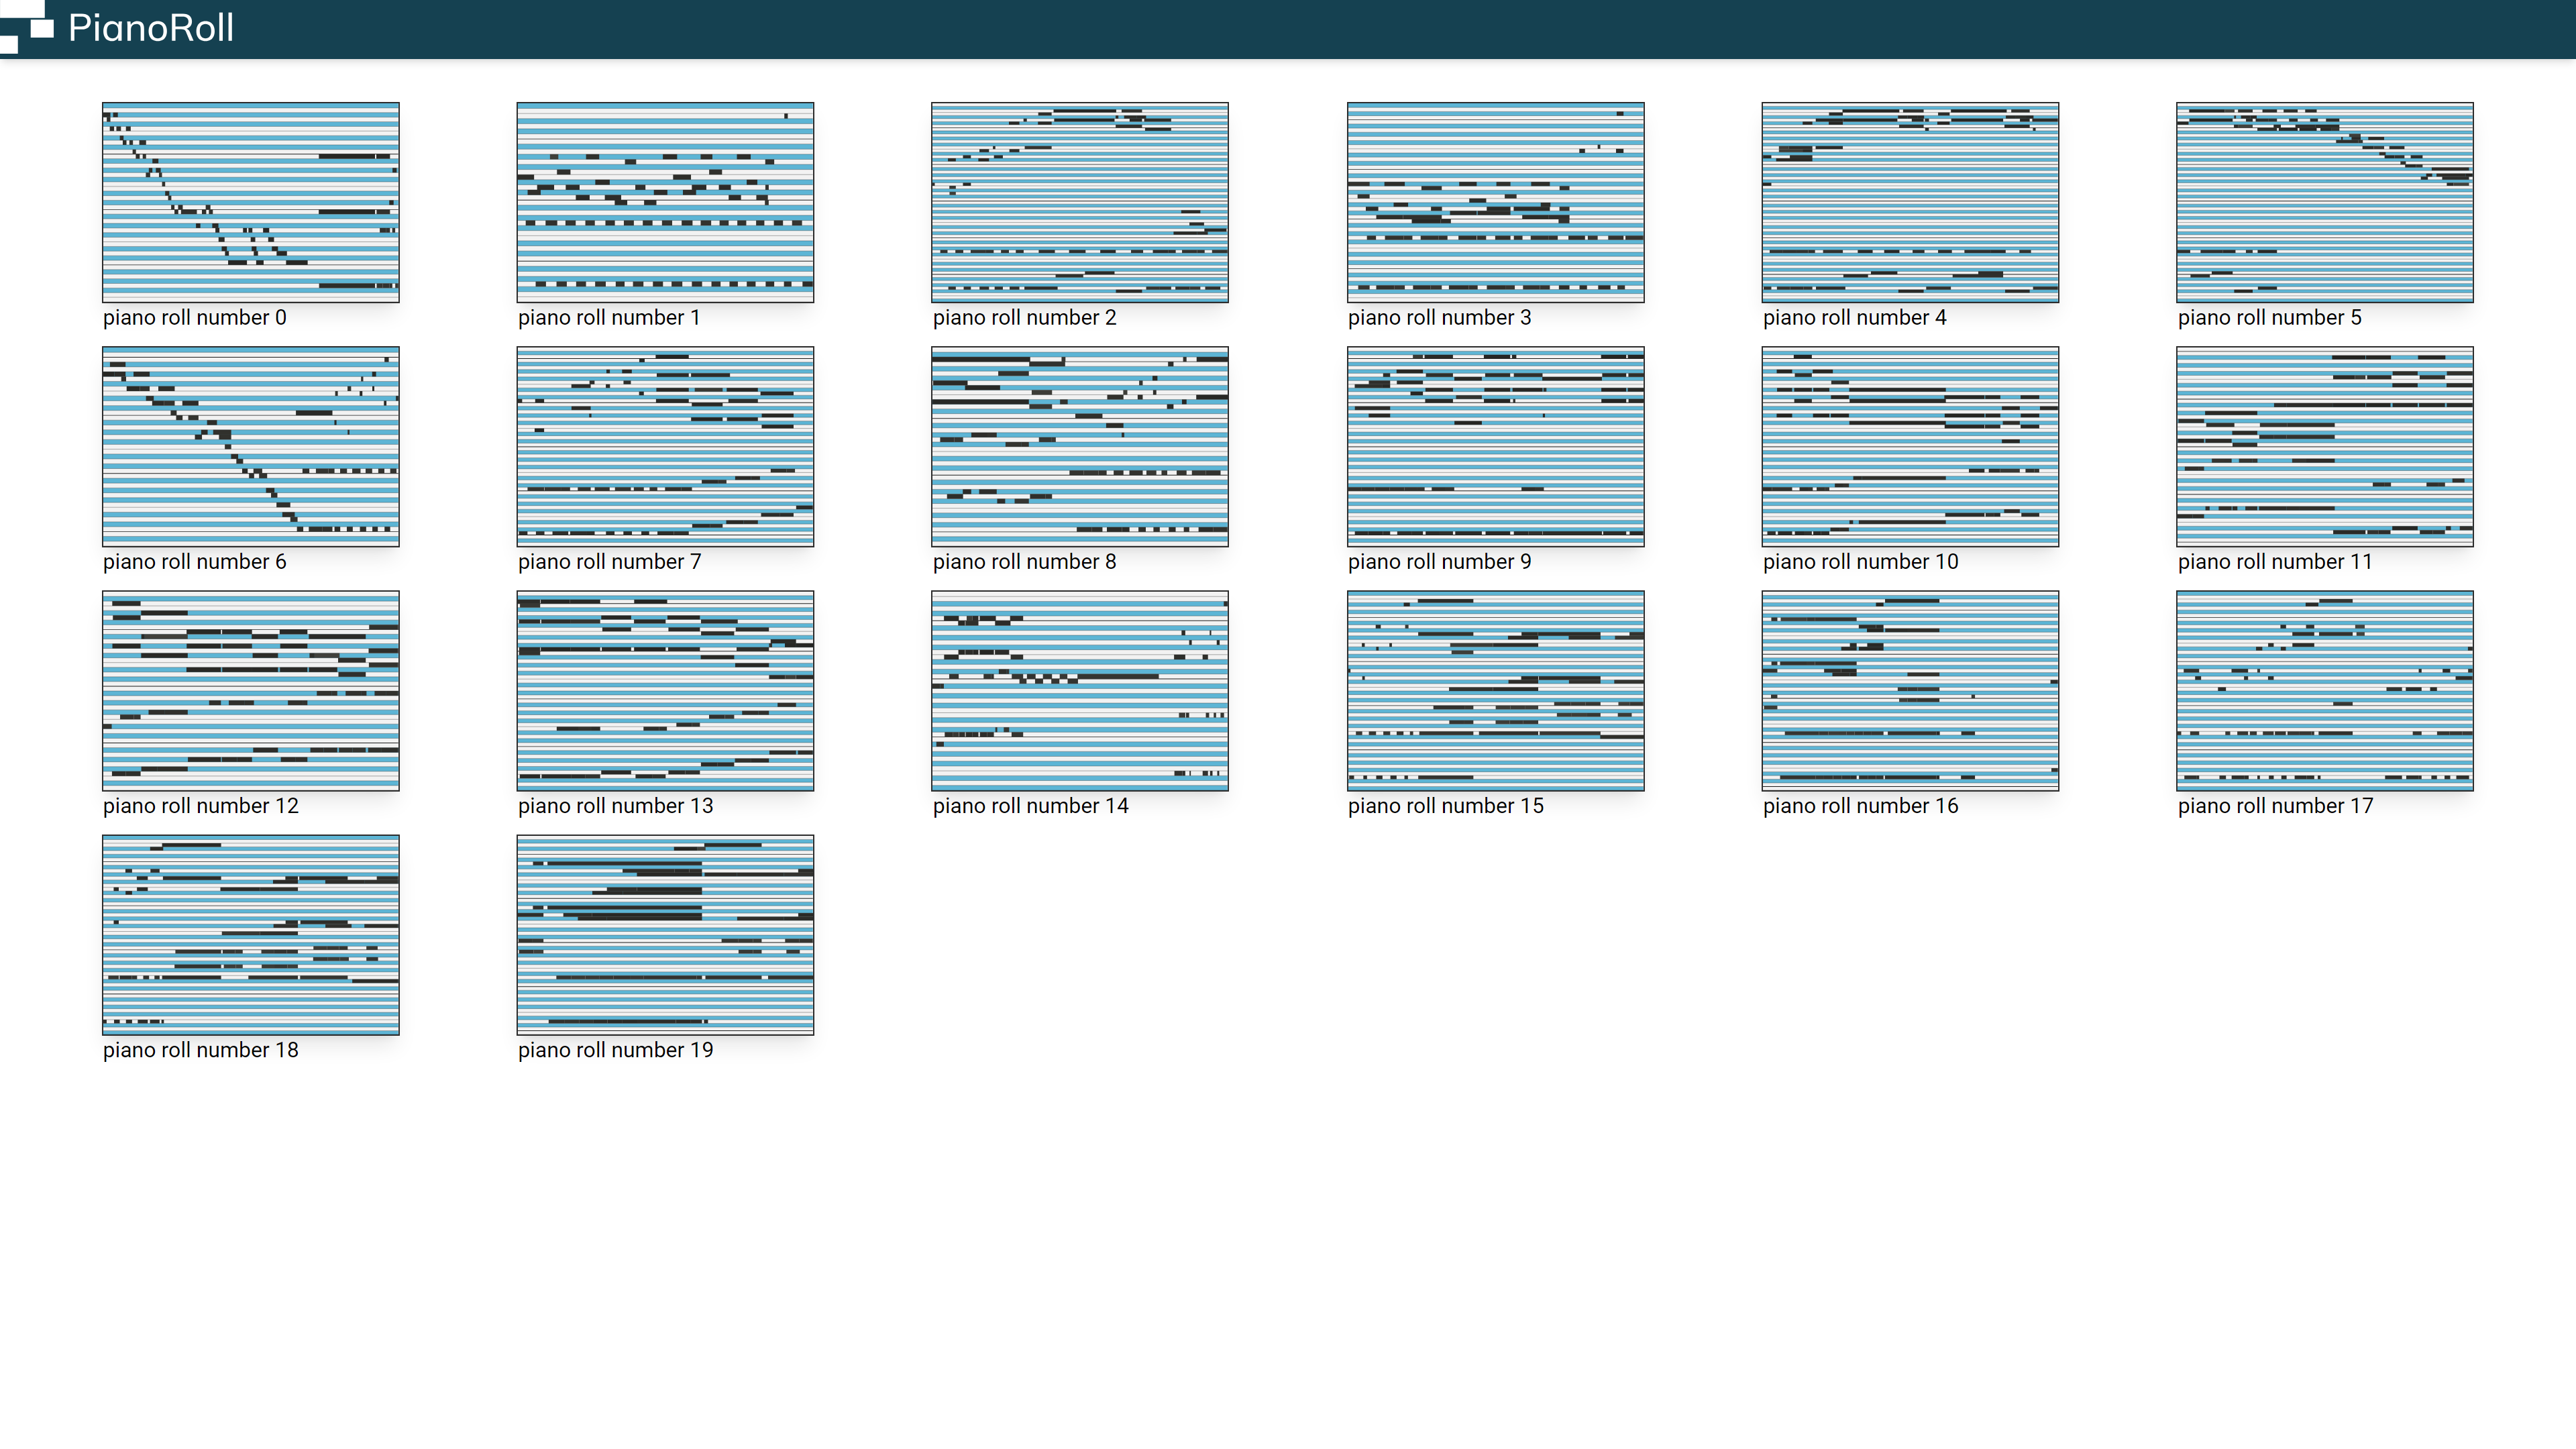 PianoRoll
piano roll number 0
piano roll number 1
piano roll number 2
piano roll number 3
piano roll number 4
piano roll number 5
piano roll number 6
piano roll number 7
piano roll number 8
piano roll number 9
piano roll number 10
piano roll number 11
piano roll number 12
piano roll number 13
piano roll number 14
piano roll number 15
piano roll number 16
piano roll number 17
piano roll number 18
piano roll number 19